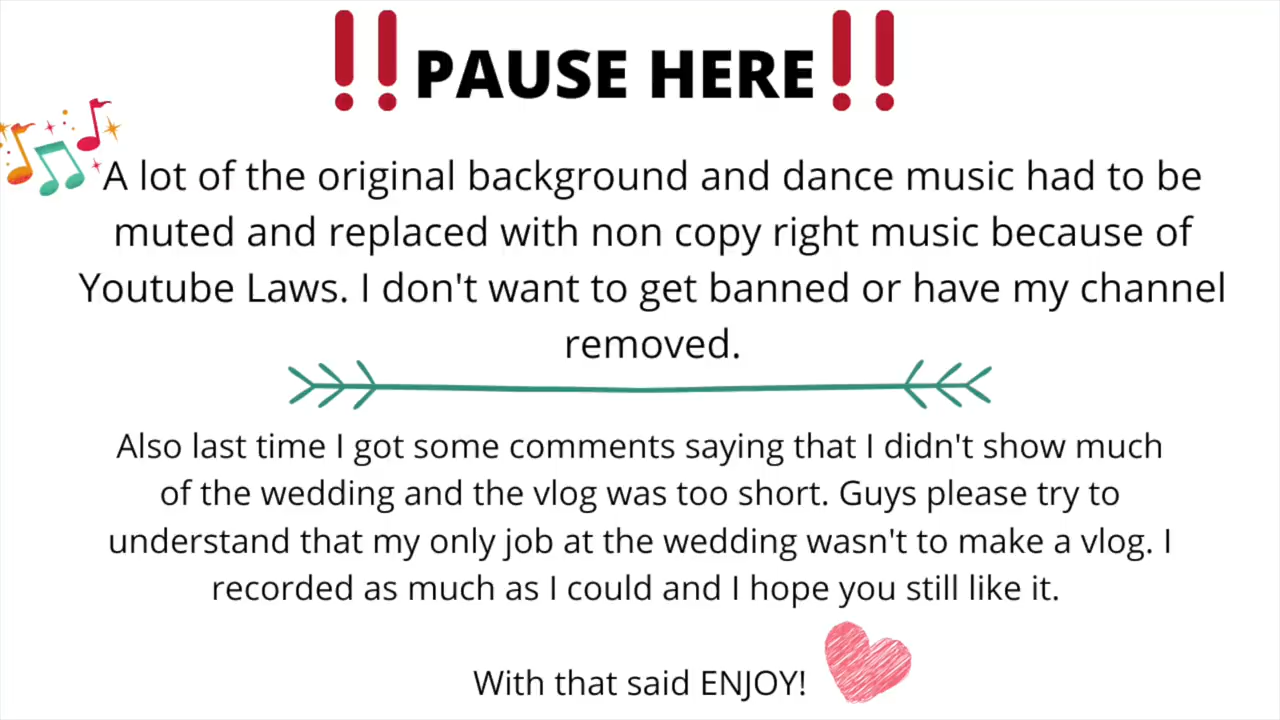 ‼PAUSE HERE‼
A lot of the original background and dance music had to be
muted and replaced with non copy right music because of
Youtube Laws. I don't want to get banned or have my channel
removed.
Also last time I got some comments saying that I didn't show much
of the wedding and the vlog was too short. Guys please try to
understand that my only job at the wedding wasn't to make a vlog. I
recorded as much as I could and I hope you still like it.
With that said ENJOY!